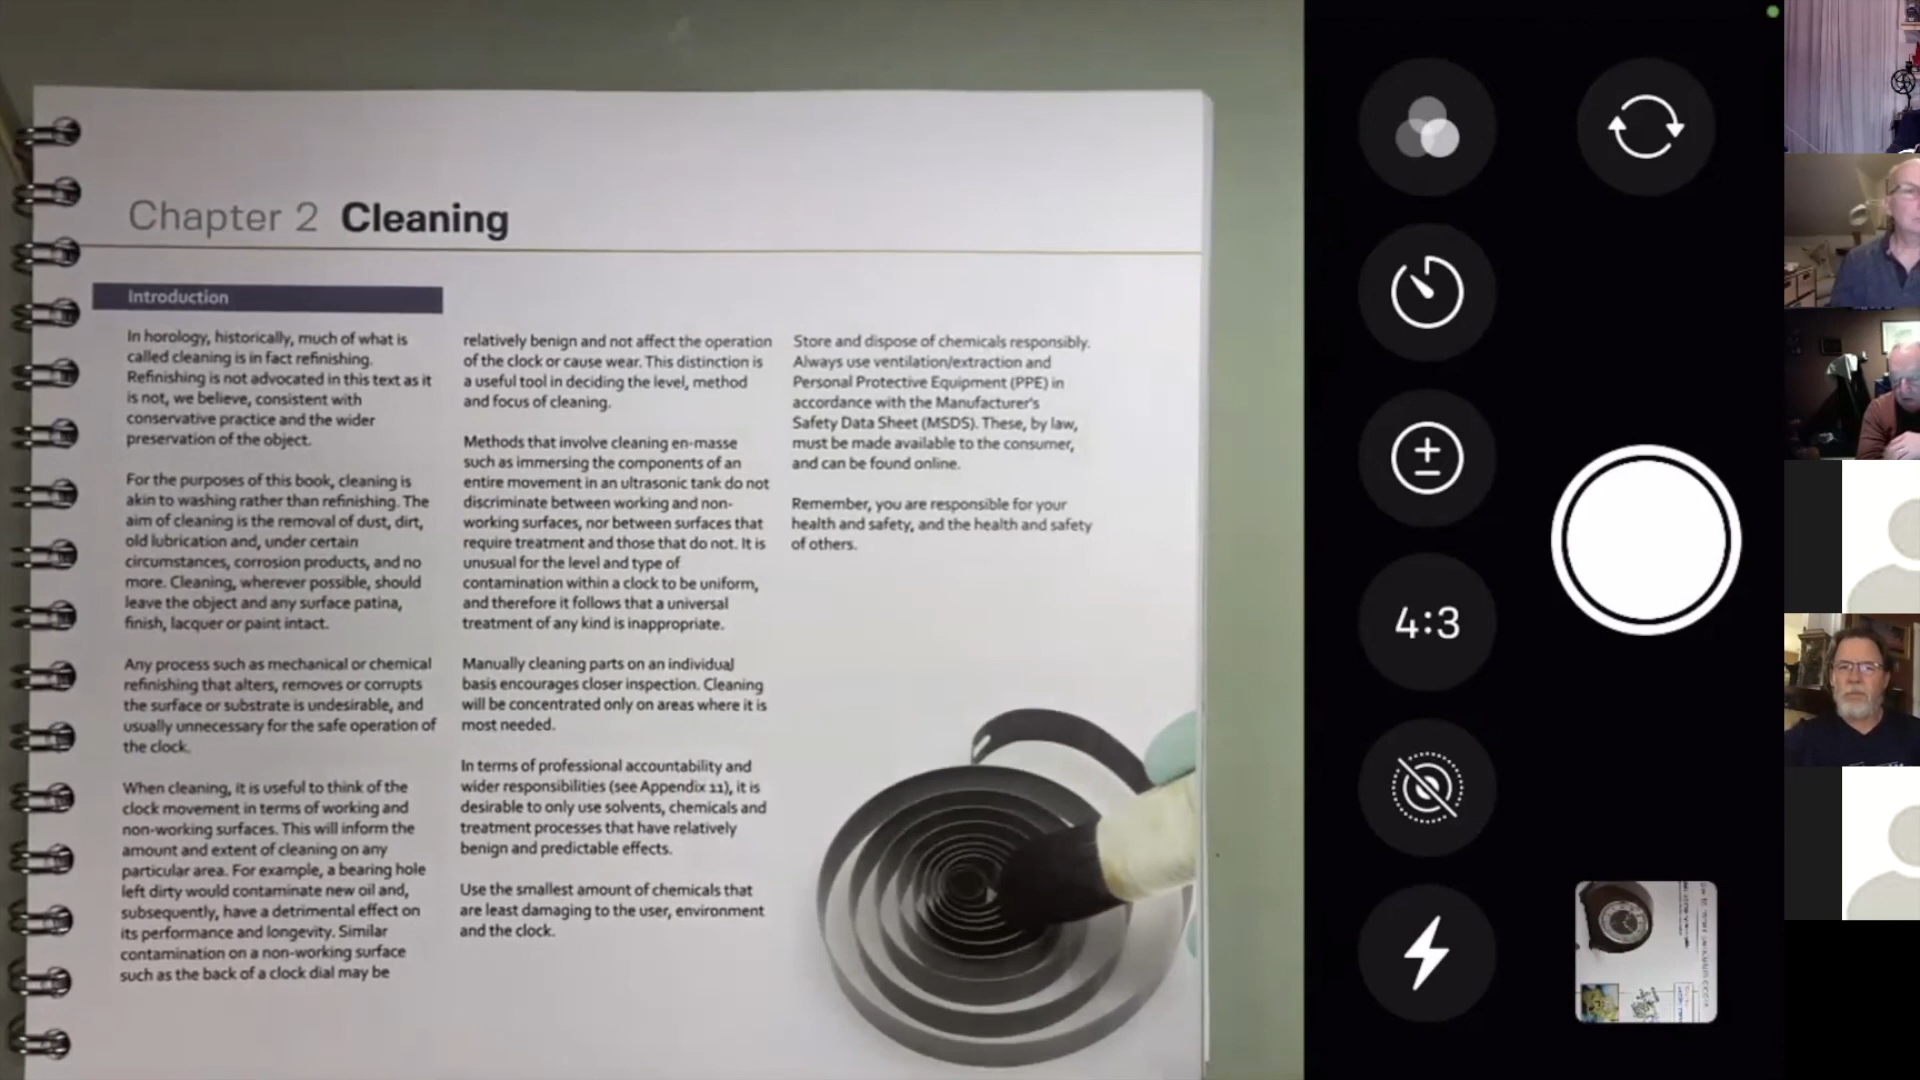 Chapter 2 Cleaning
Introduction
In horology, historically, much of what is
called cleaning is in fact refinishing.
Refinishing is not advocated in this text as it
is not, we believe, consistent with
conservative practice and the wider
preservation of the object.
For the purposes of this book, cleaning is
akin to washing rather than refinishing. The
aim of cleaning is the removal of dust, dirt,
old lubrication and, under certain
circumstances, corrosion products, and no
more. Cleaning, wherever possible, should
leave the object and any surface patina,
finish, lacquer or paint intact.
Any process such as mechanical or chemical
refinishing that alters, removes or corrupts
the surface or substrate is undesirable, and
usually unnecessary for the safe operation of
the clock.
When cleaning, it is useful to think of the
clock movement in terms of working and
non-working surfaces. This will inform the
amount and extent of cleaning on any
particular area. For example, a bearing hole
left dirty would contaminate new oil and,
subsequently, have a detrimental effect on
its performance and longevity. Similar
contamination on a non-working surface
such as the back of a clock dial may be
relatively benign and not affect the operation
of the clock or cause wear. This distinction is
a useful tool in deciding the level, method
and focus of cleaning.
Methods that involve cleaning en-masse
such as immersing the components of an
entire movement in an ultrasonic tank do not
discriminate between working and non-
working surfaces, nor between surfaces that
require treatment and those that do not. It is
unusual for the level and type of
contamination within a clock to be uniform,
and therefore it follows that a universal
treatment of any kind is inappropriate.
Manually cleaning parts on an individual
basis encourages closer inspection. Cleaning
will be concentrated only on areas where it is
most needed.
In terms of professional accountability and
wider responsibilities (see Appendix 11), it is
desirable to only use solvents, chemicals and
treatment processes that have relatively
benign and predictable effects.
Use the smallest amount of chemicals that
are least damaging to the user, environment
and the clock.
Store and dispose of chemicals responsibly.
Always use ventilation/extraction and
Personal Protective Equipment (PPE) in
accordance with the Manufacturer's
Safety Data Sheet (MSDS). These, by law,
must be made available to the consumer,
and can be found online.
Remember, you are responsible for your
health and safety, and the health and safety
of others.
4:3